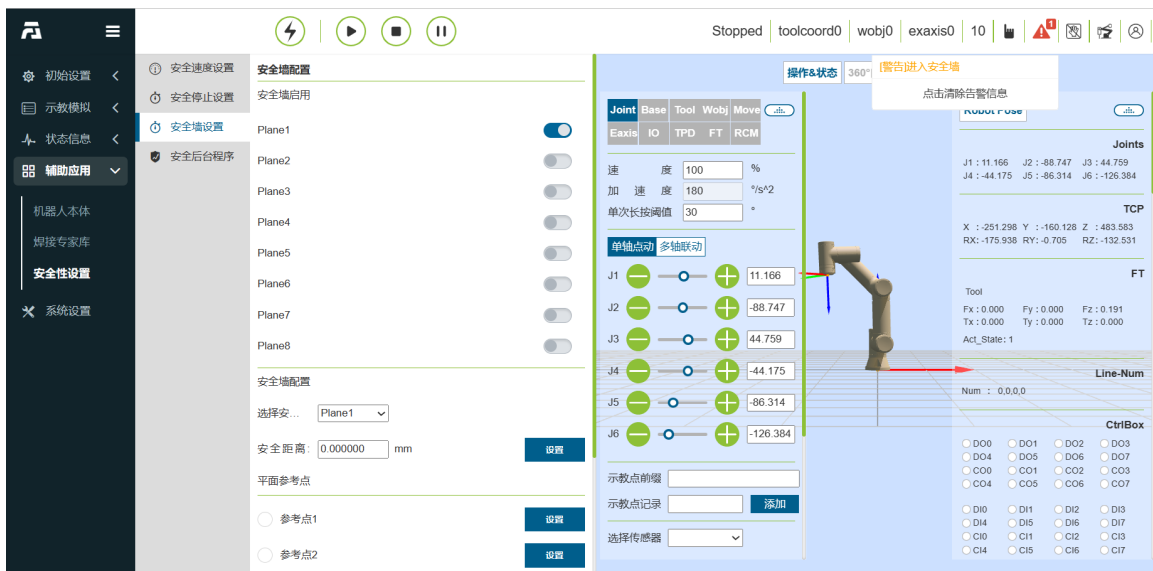 Stopped toolcoord0 wobj0 exaxis0 10 1
初始设置
示教模拟
状态信息
辅助应用
机器人本体
焊接专家库
安全性设置
系统设置
安全速度设置
安全停止设置
安全墙设置
安全后台程序
安全墙配置
安全墙启用
Plane1
Plane2
Plane3
Plane4
Plane5
Plane6
Plane7
Plane8
安全墙配置
选择安... Plane1
安全距离: 0.000000 mm 设置
平面参考点
参考点1 设置
参考点2 设置
操作&状态 360°
[警告]进入安全墙
点击清除告警信息
Joint Base Tool Wobj Move
Eaxis IO TPD FT RCM
速 度 100 %
加 速 度 180 °/s^2
单次长按阈值 30 °
单轴点动 多轴联动
J1 11.166
J2 -88.747
J3 44.759
J4 -44.175
J5 -86.314
J6 -126.384
示教点前缀
示教点记录 添加
选择传感器
Robot Pose
Joints
J1 : 11.166 J2 : -88.747 J3 : 44.759
J4 : -44.175 J5 : -86.314 J6 : -126.384
TCP
X : -251.298 Y : -160.128 Z : 483.583
RX: -175.938 RY: -0.705 RZ: -132.531
FT
Tool
Fx : 0.000 Fy : 0.000 Fz : 0.191
Tx : 0.000 Ty : 0.000 Tz : 0.000
Act_State: 1
Line-Num
Num : 0,0,0,0
CtrlBox
DO0 DO1 DO2 DO3
DO4 DO5 DO6 DO7
CO0 CO1 CO2 CO3
CO4 CO5 CO6 CO7
DI0 DI1 DI2 DI3
DI4 DI5 DI6 DI7
CI0 CI1 CI2 CI3
CI4 CI5 CI6 CI7